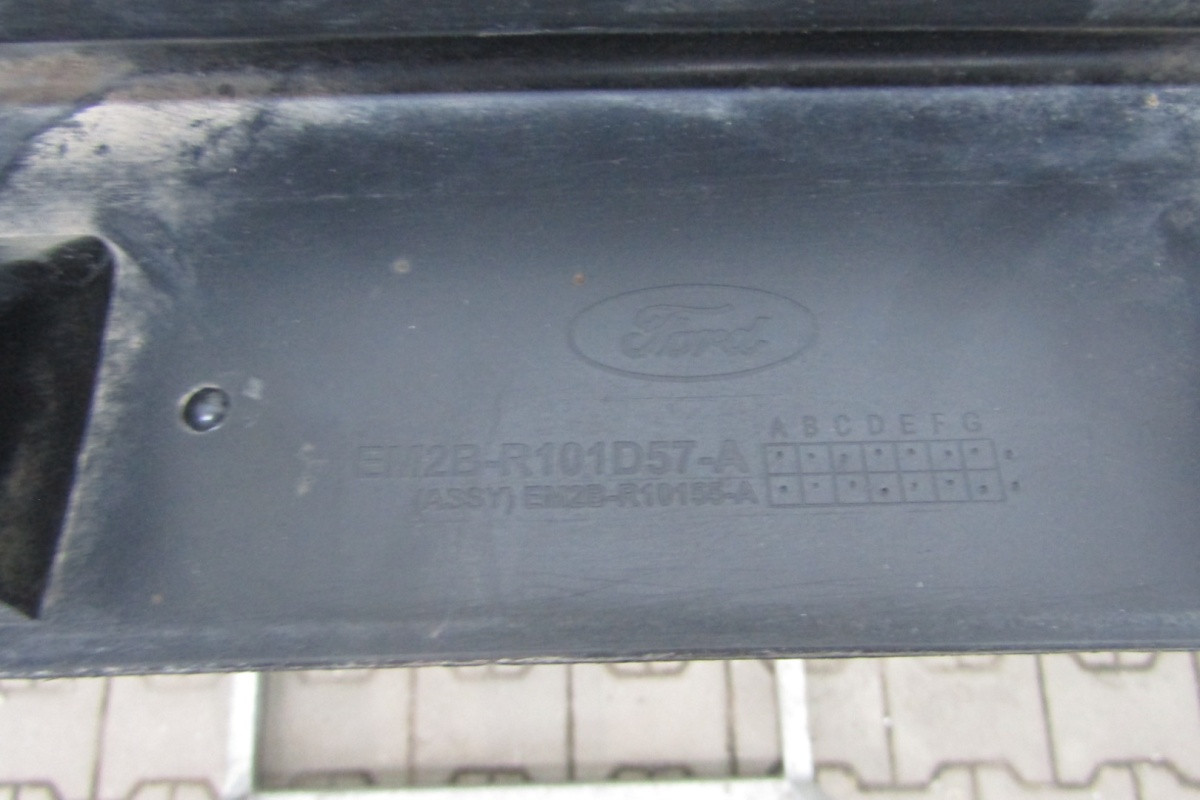 Ford
A B C D E F G
EM2B-R101D57-A
(ASSY) EM2B-R10155-A